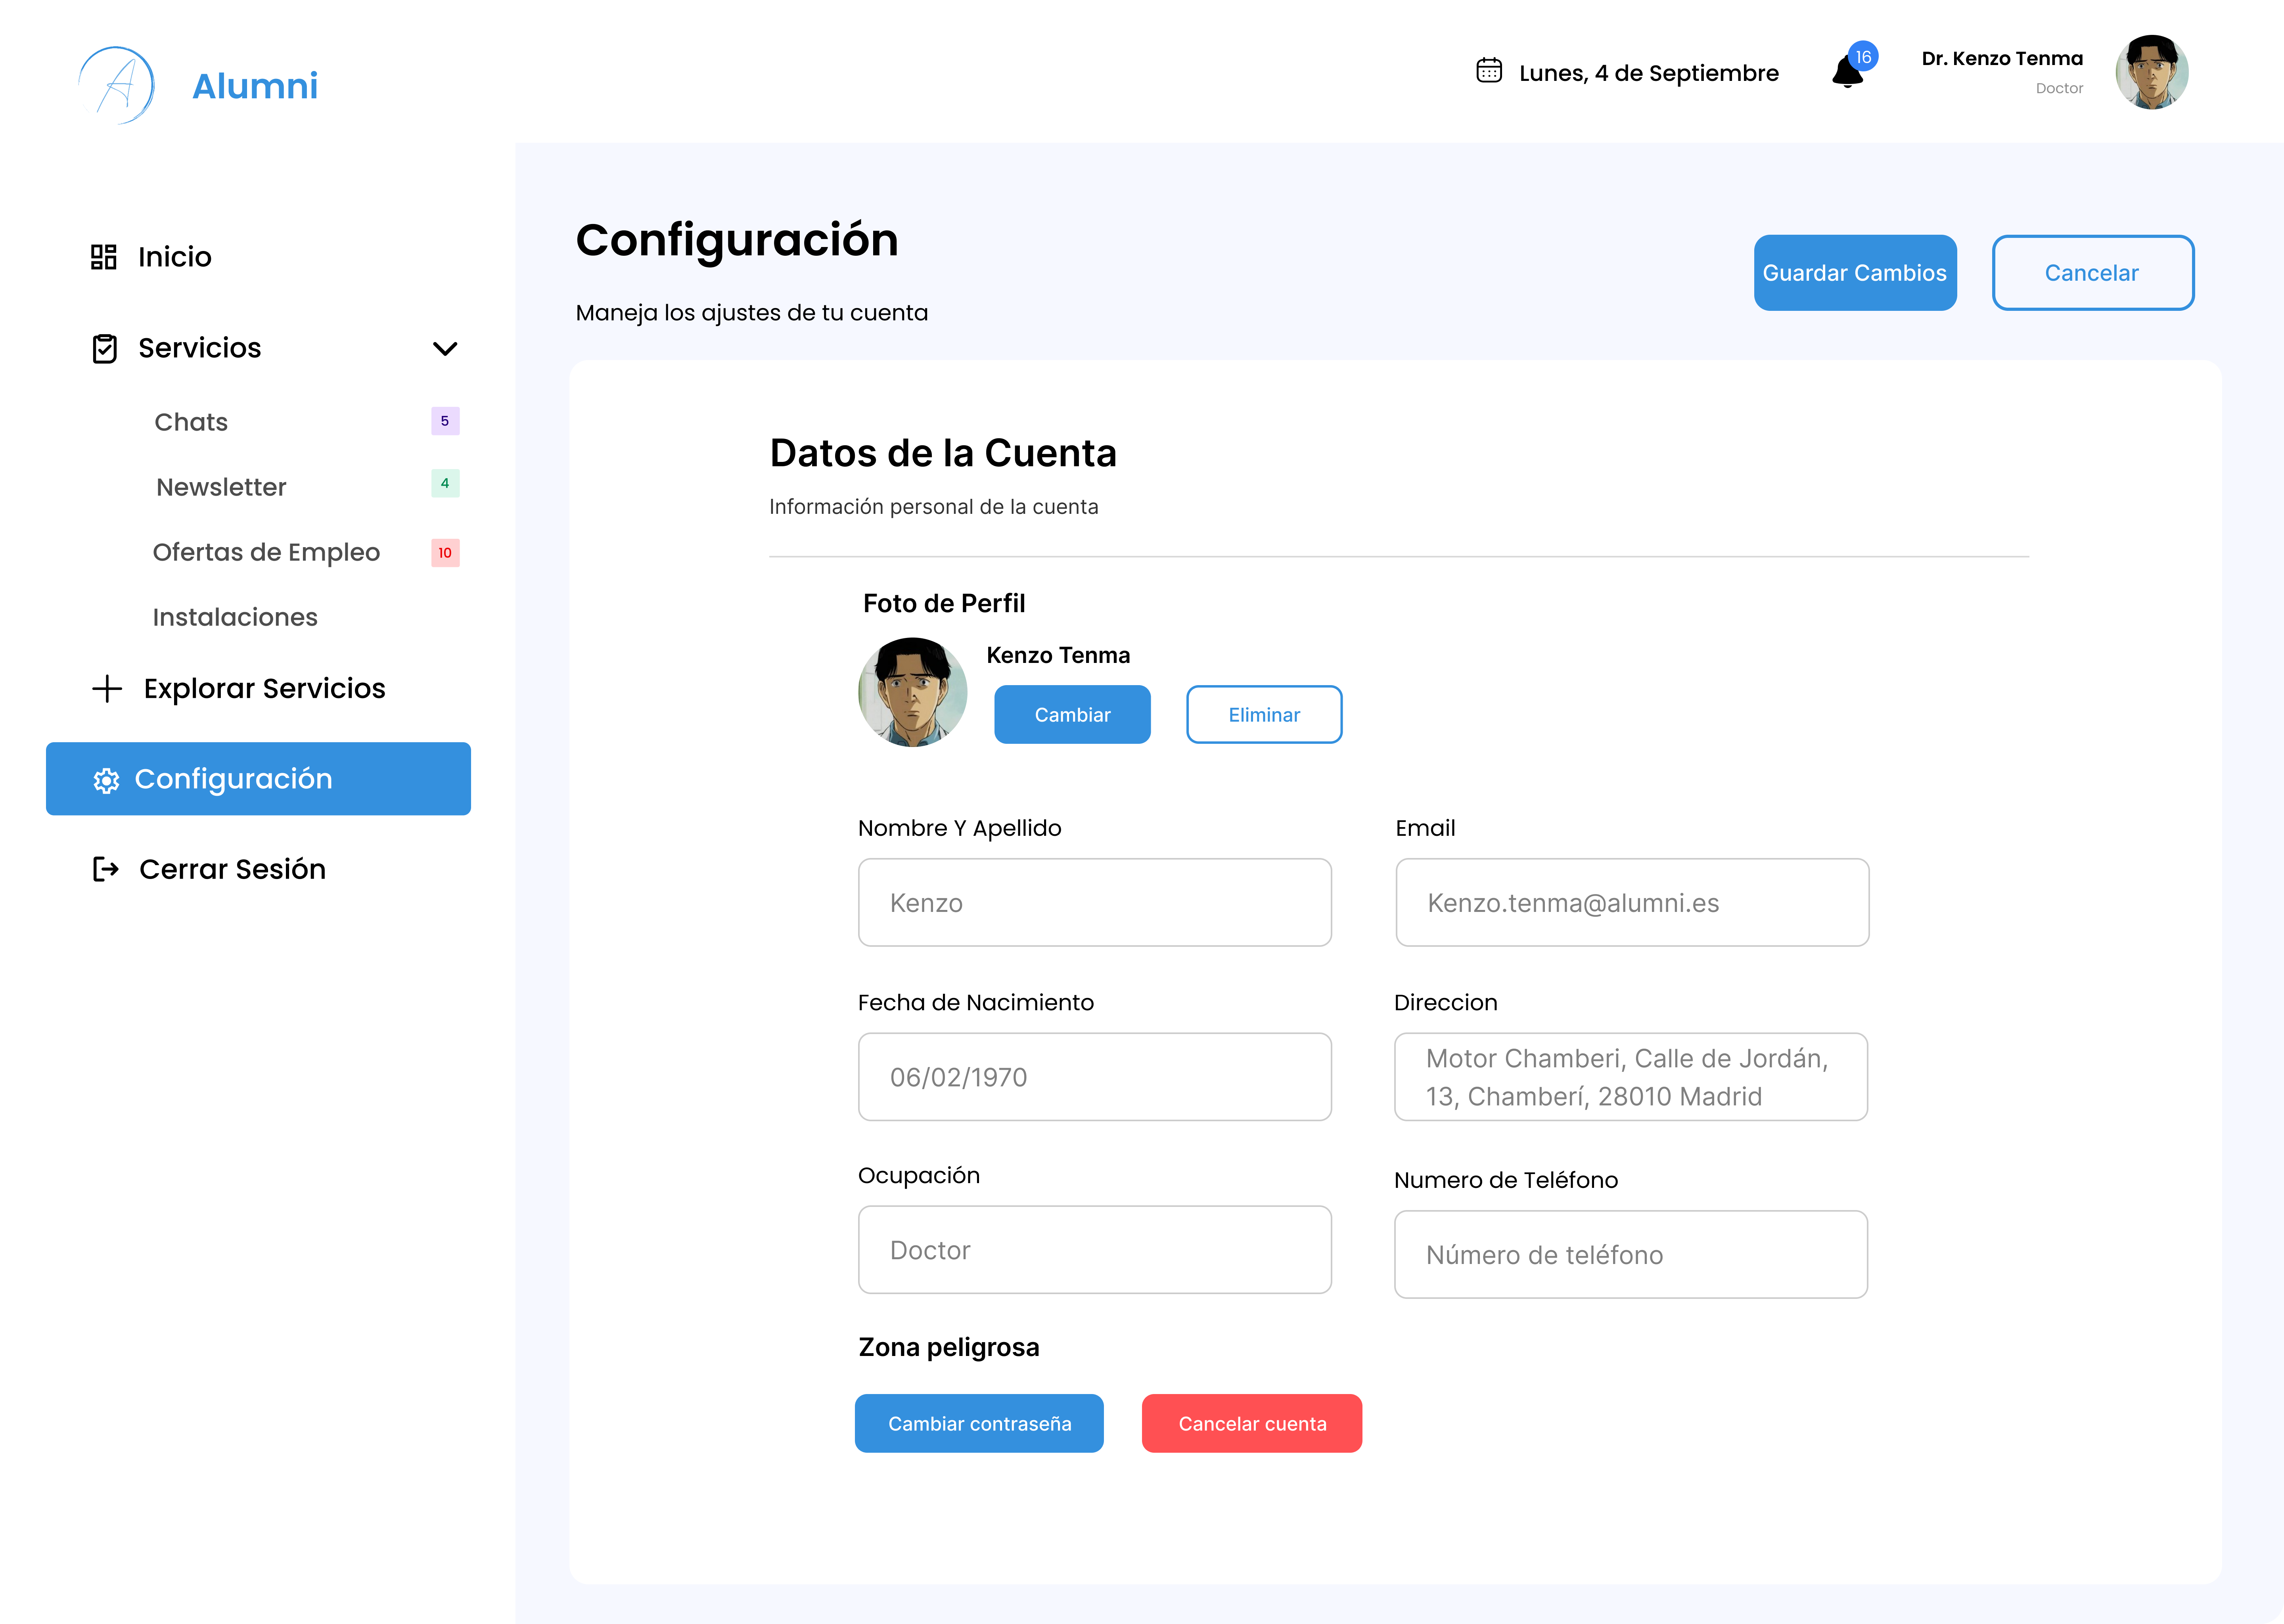 Alumni
Lunes, 4 de Septiembre
16
Dr. Kenzo Tenma
Doctor
Inicio
Servicios
Chats
5
Newsletter
4
Ofertas de Empleo
10
Instalaciones
Explorar Servicios
Configuración
Cerrar Sesión
Configuración
Maneja los ajustes de tu cuenta
Guardar Cambios
Cancelar
Datos de la Cuenta
Información personal de la cuenta
Foto de Perfil
Kenzo Tenma
Cambiar
Eliminar
Nombre Y Apellido
Kenzo
Email
Kenzo.tenma@alumni.es
Fecha de Nacimiento
06/02/1970
Direccion
Motor Chamberi, Calle de Jordán,
13, Chamberí, 28010 Madrid
Ocupación
Doctor
Numero de Teléfono
Número de teléfono
Zona peligrosa
Cambiar contraseña
Cancelar cuenta